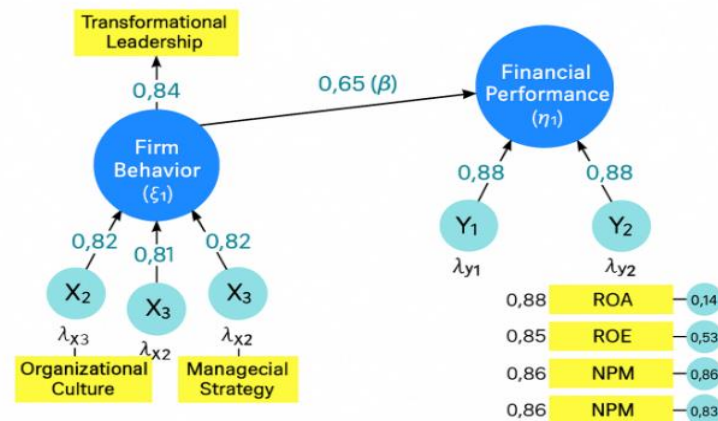 Transformational
Leadership
0,84
0,65 (β)
Financial
Performance
(η₁)
Firm
Behavior
(ξ₁)
0,88
0,88
0,82
0,81
0,82
Y₁
Y₂
λy1
λy2
X₂
X₃
X₃
λX3
λX2
λX2
Organizational
Culture
Managecial
Strategy
0,88 ROA 0,14
0,85 ROE 0,53
0,86 NPM 0,86
0,86 NPM 0,83